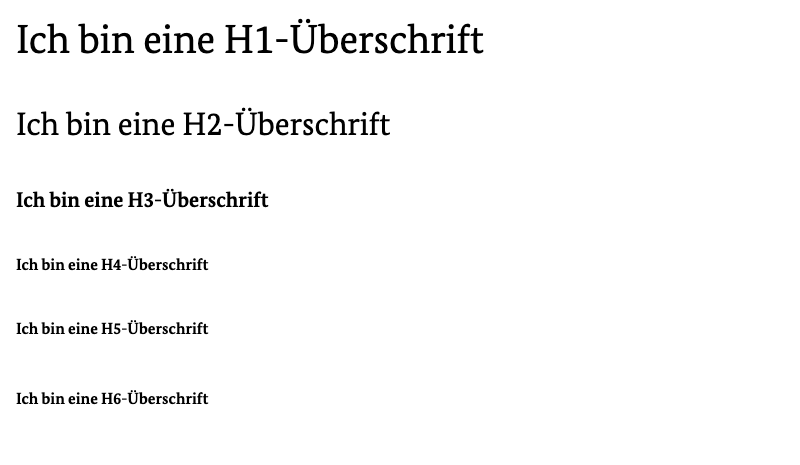 Ich bin eine H1-Überschrift
Ich bin eine H2-Überschrift
Ich bin eine H3-Überschrift
Ich bin eine H4-Überschrift
Ich bin eine H5-Überschrift
Ich bin eine H6-Überschrift